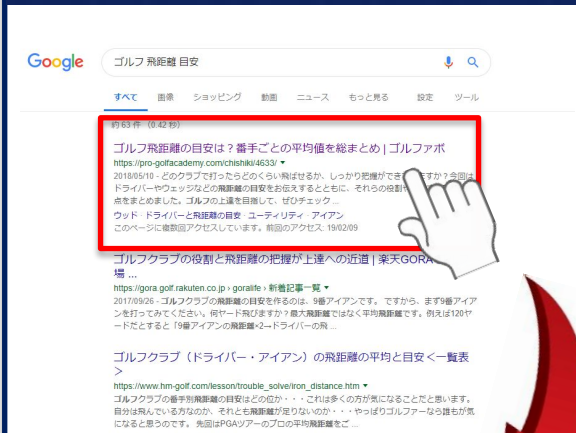 Google ゴルフ 飛距離 目安
すべて 画像 ショッピング 動画 ニュース もっと見る 設定 ツール
約 63 件 (0.42 秒)
ゴルフ飛距離の目安は？番手ごとの平均値を総まとめ | ゴルファボ
https://pro-golfacademy.com/chishiki/4633/ ▼
2018/05/10 - どのクラブで打ったらどのくらい飛ばせるか、しっかり把握ができ ますか？今回は
ドライバーやウェッジなどの飛距離の目安をお伝えするとともに、それらの役割
点をまとめました。ゴルフの上達を目指して、ぜひチェック ...
ウッド · ドライバーと飛距離の目安 · ユーティリティ · アイアン
このページに複数回アクセスしています。前回のアクセス: 19/02/09
ゴルフクラブの役割と飛距離の把握が上達への近道 | 楽天GORA
場 ...
https://gora.golf.rakuten.co.jp › goralife › 新着記事一覧 ▼
2017/09/26 - ゴルフクラブの飛距離の目安を作るのは、9番アイアンです。 ですから、まず9番アイア
ンを打ってみてください。何ヤード飛びますか？最大飛距離ではなく平均飛距離です。例えば120ヤ
ードだとすると「9番アイアンの飛距離×2→ドライバーの飛 ...
ゴルフクラブ（ドライバー・アイアン）の飛距離の平均と目安＜一覧表
＞
https://www.hm-golf.com/lesson/trouble_solve/iron_distance.htm ▼
ゴルフクラブの番手別飛距離の目安はどの位か・・・これは多くの方が気になることだと思います。
自分は飛んでいる方なのか、それとも飛距離が足りないのか・・・やっぱりゴルファーなら誰もが気
になると思うのです。 先回はPGAツアーのプロの平均飛距離をご ...